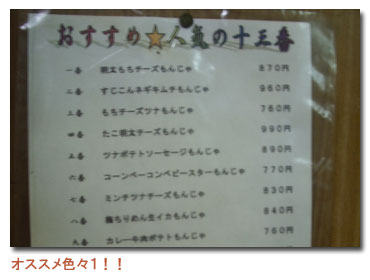 おすすめ☆人気の十三番
一番 明太もちチーズもんじゃ 870円
二番 すじこんネギキムチもんじゃ 960円
三番 もちチーズツナもんじゃ 760円
四番 たこ明太チーズもんじゃ 990円
五番 ツナポテトソーセージもんじゃ 890円
六番 コーンベーコンベビースターもんじゃ 770円
七番 ミンチツナチーズもんじゃ 830円
八番 梅ちりめん生イカもんじゃ 840円
九番 カレー牛肉ポテトもんじゃ 760円
オススメ色々1！！